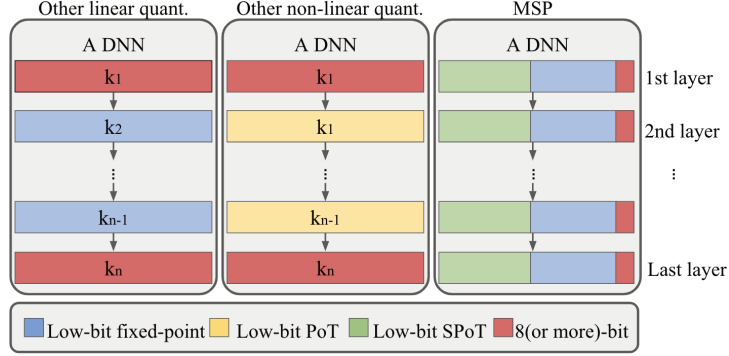 Other linear quant. Other non-linear quant. MSP
A DNN A DNN A DNN
k1 k1 1st layer
k2 k1 2nd layer
... ... ... ...
kn-1 kn-1
kn kn Last layer
Low-bit fixed-point Low-bit PoT Low-bit SPoT 8(or more)-bit